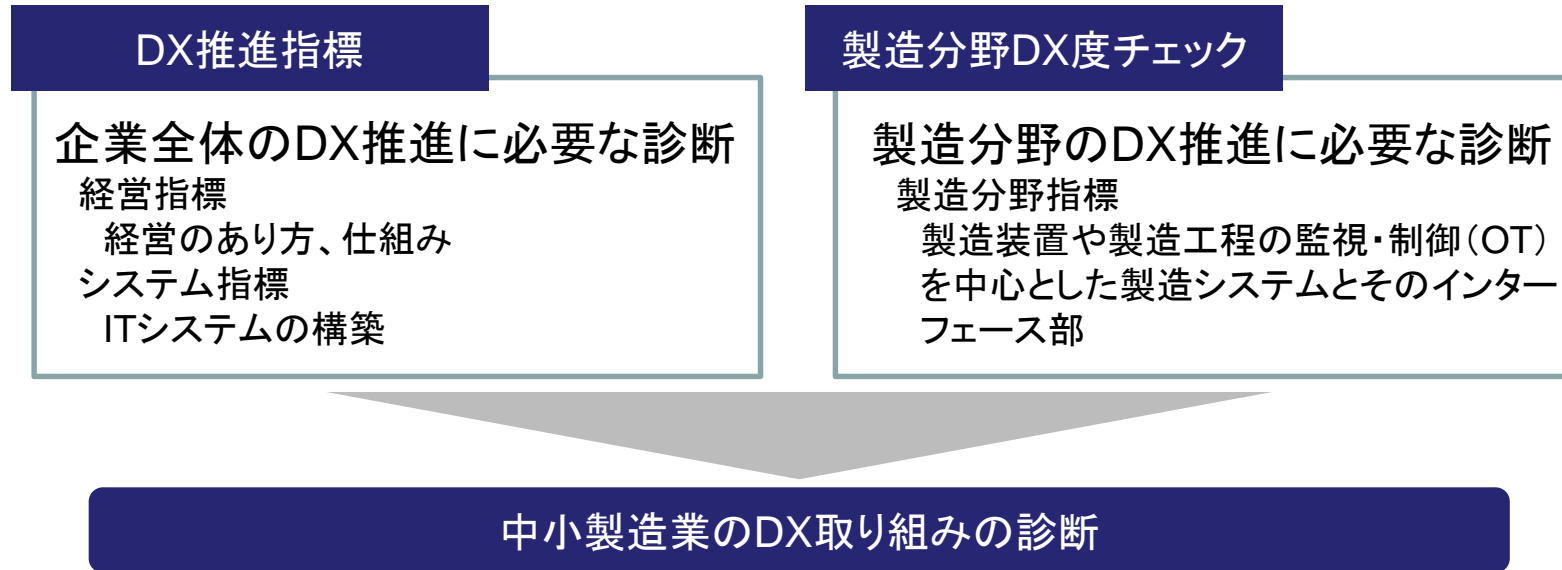 DX推進指標
企業全体のDX推進に必要な診断
経営指標
経営のあり方、仕組み
システム指標
ITシステムの構築
製造分野DX度チェック
製造分野のDX推進に必要な診断
製造分野指標
製造装置や製造工程の監視・制御(OT)
を中心とした製造システムとそのインター
フェース部
中小製造業のDX取り組みの診断